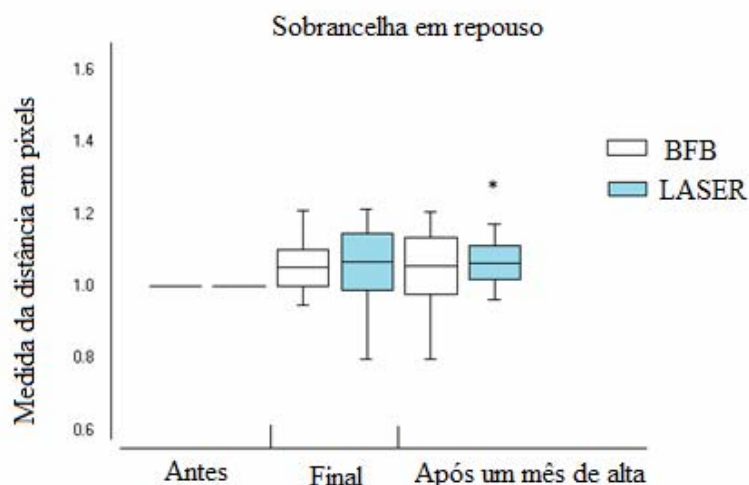 Sobrancelha em repouso
Medida da distância em pixels
1.6
1.4
1.2
1.0
0.8
0.6
BFB
LASER
*
Antes
Final
Após um mês de alta